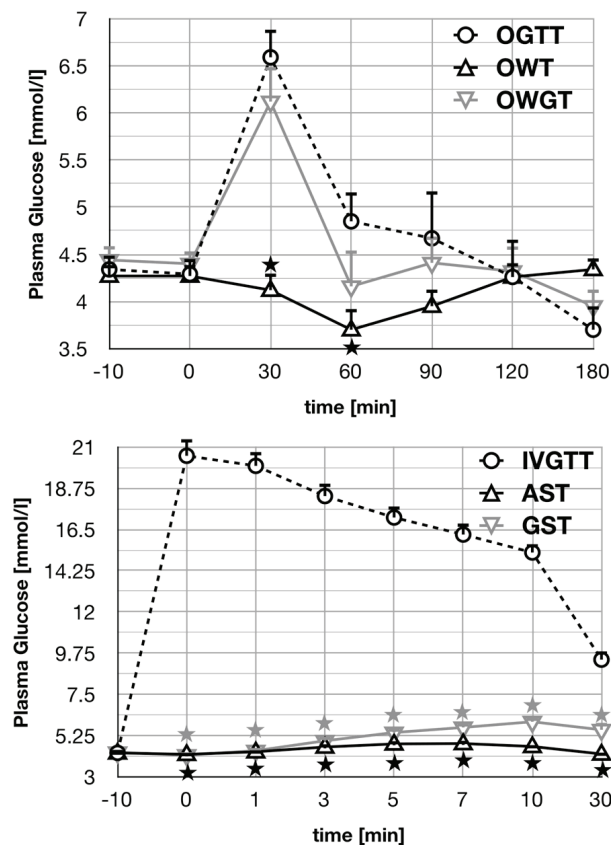 7
6.5
6
5.5
5
4.5
4
3.5
Plasma Glucose [mmol/l]
OGTT
OWT
OWGT
-10 0 30 60 90 120 180
time [min]
21
18.75
16.5
14.25
12
9.75
7.5
5.25
3
Plasma Glucose [mmol/l]
IVGTT
AST
GST
-10 0 1 3 5 7 10 30
time [min]